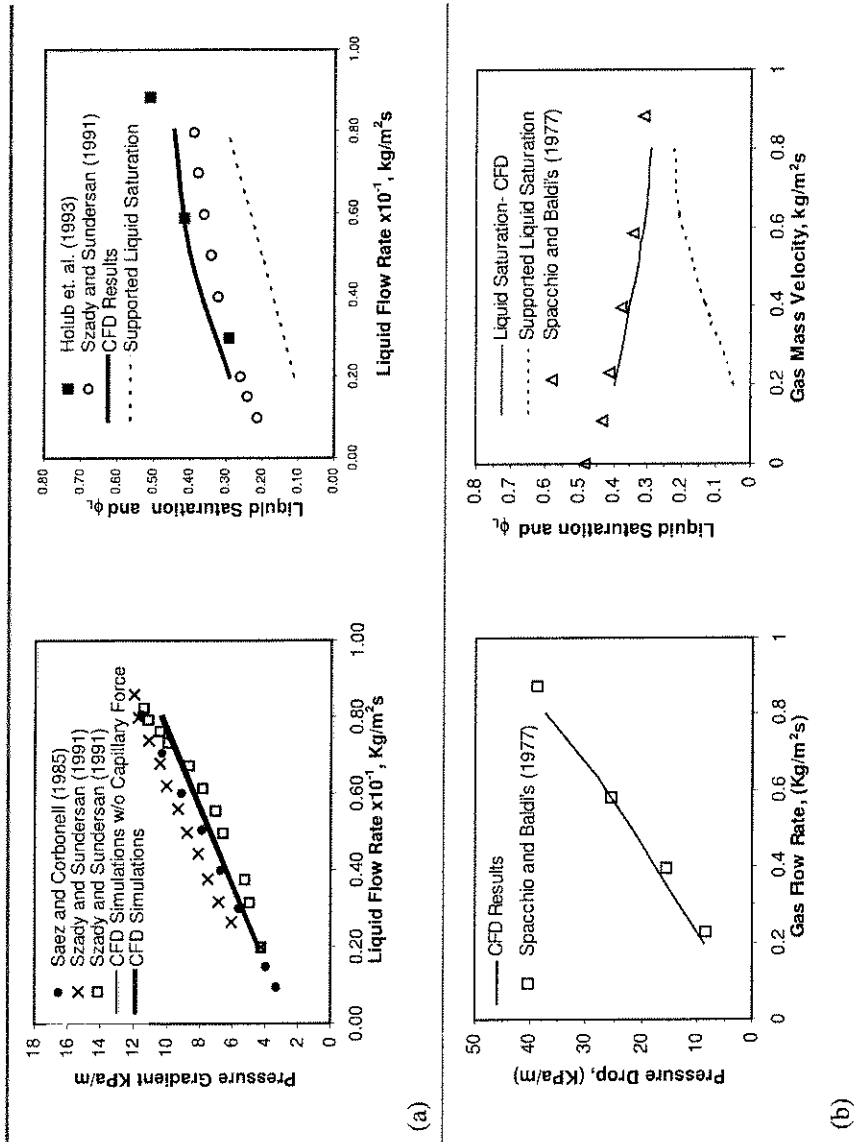 (a)
18
16
14
12
10
8
6
4
2
0
Pressure Gradient KPa/m
● Saez and Corbonell (1985)
× Szady and Sundersan (1991)
□ Szady and Sundersan (1991)
CFD Simulations w/o Capillary Force
CFD Simulations
0.00 0.20 0.40 0.60 0.80 1.00
Liquid Flow Rate x10⁻¹, Kg/m²s
0.80
0.70
0.60
0.50
0.40
0.30
0.20
0.10
0.00
Liquid Saturation and ϕL
■ Holub et. al. (1993)
○ Szady and Sundersan (1991)
CFD Results
Supported Liquid Saturation
0.00 0.20 0.40 0.60 0.80 1.00
Liquid Flow Rate x10⁻¹, kg/m²s
(b)
50
40
30
20
10
0
Pressure Drop, (KPa/m)
CFD Results
□ Spacchio and Baldi's (1977)
0 0.2 0.4 0.6 0.8 1
Gas Flow Rate, (Kg/m²s)
0.8
0.7
0.6
0.5
0.4
0.3
0.2
0.1
0
Liquid Saturation and ϕL
Liquid Saturation- CFD
Supported Liquid Saturation
△ Spacchio and Baldi's (1977)
0 0.2 0.4 0.6 0.8 1
Gas Mass Velocity, kg/m²s